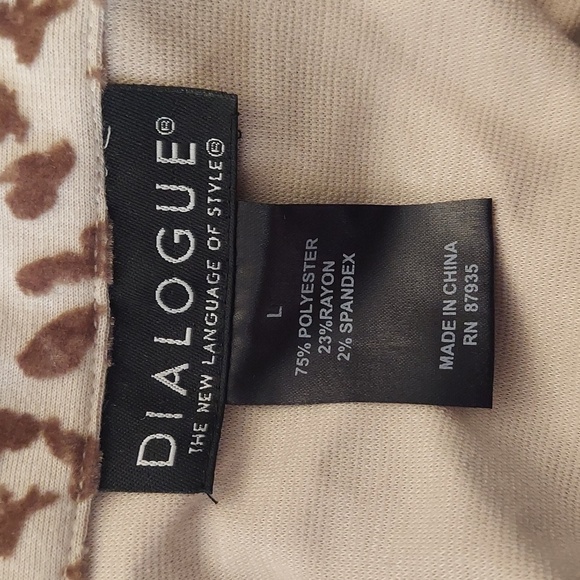 DIALOGUE®
THE NEW LANGUAGE OF STYLE®
L
75% POLYESTER
23%RAYON
2% SPANDEX
MADE IN CHINA
RN 87935